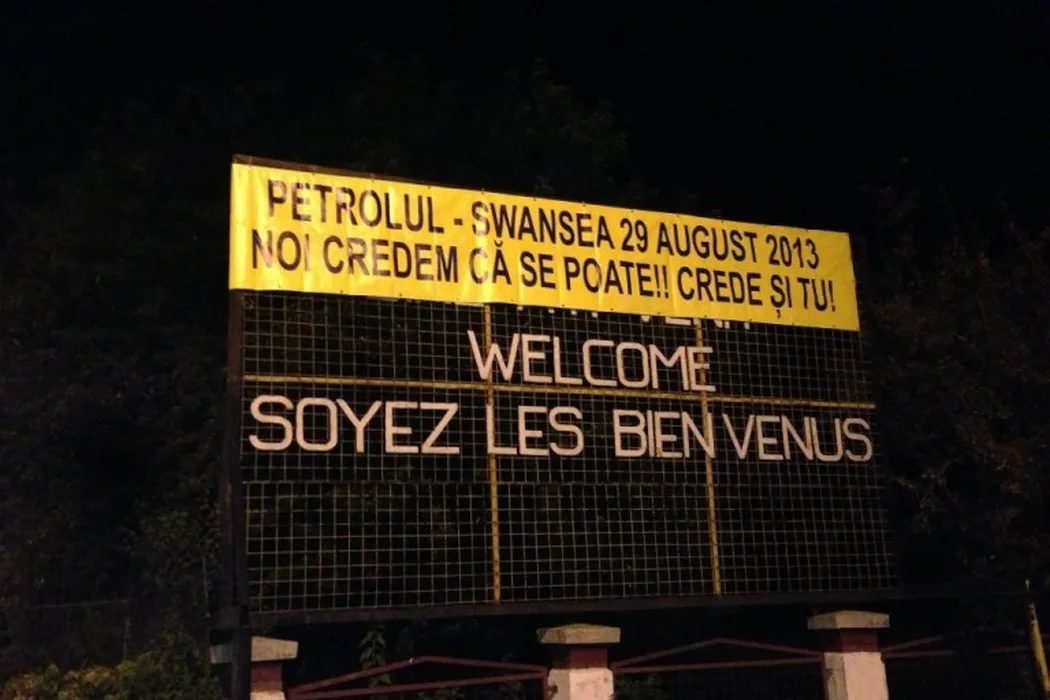 PETROLUL - SWANSEA 29 AUGUST 2013
NOI CREDEM CĂ SE POATE!! CREDE ȘI TU!
WELCOME
SOYEZ LES BIEN VENUS